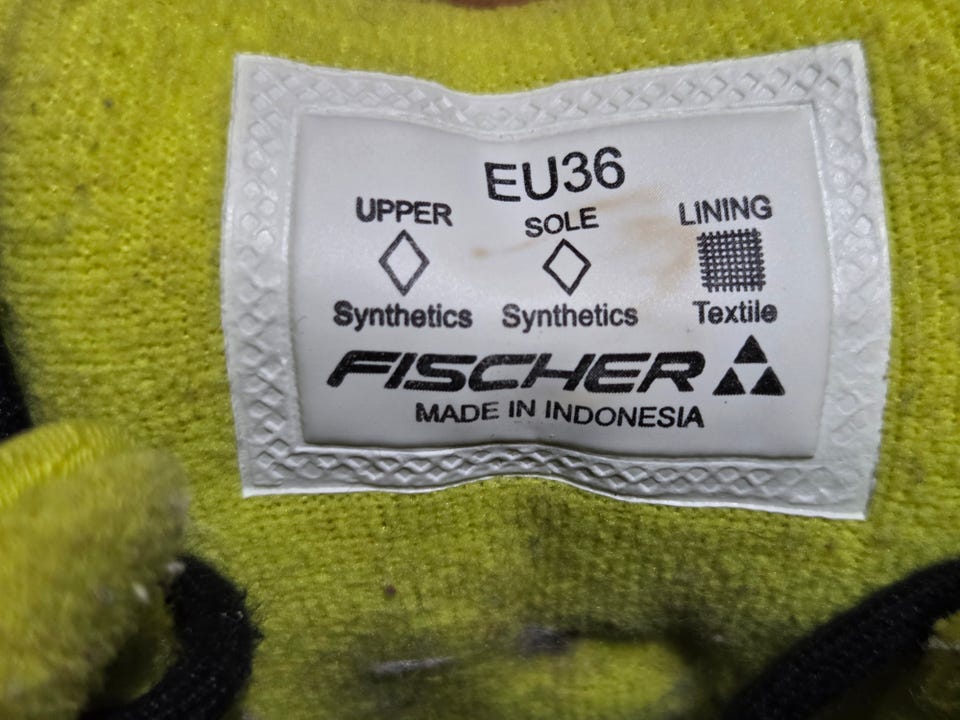 EU36
UPPER SOLE LINING
Synthetics Synthetics Textile
FISCHER
MADE IN INDONESIA